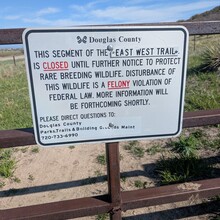 Douglas County
THIS SEGMENT OF THE EAST WEST TRAIL
IS CLOSED UNTIL FURTHER NOTICE TO PROTECT
RARE BREEDING WILDLIFE. DISTURBANCE OF
THIS WILDLIFE IS A FELONY VIOLATION OF
FEDERAL LAW. MORE INFORMATION WILL
BE FORTHCOMING SHORTLY.
PLEASE DIRECT QUESTIONS TO:
Douglas County
Parks, Trails & Building Grounds Maint
720-733-6990